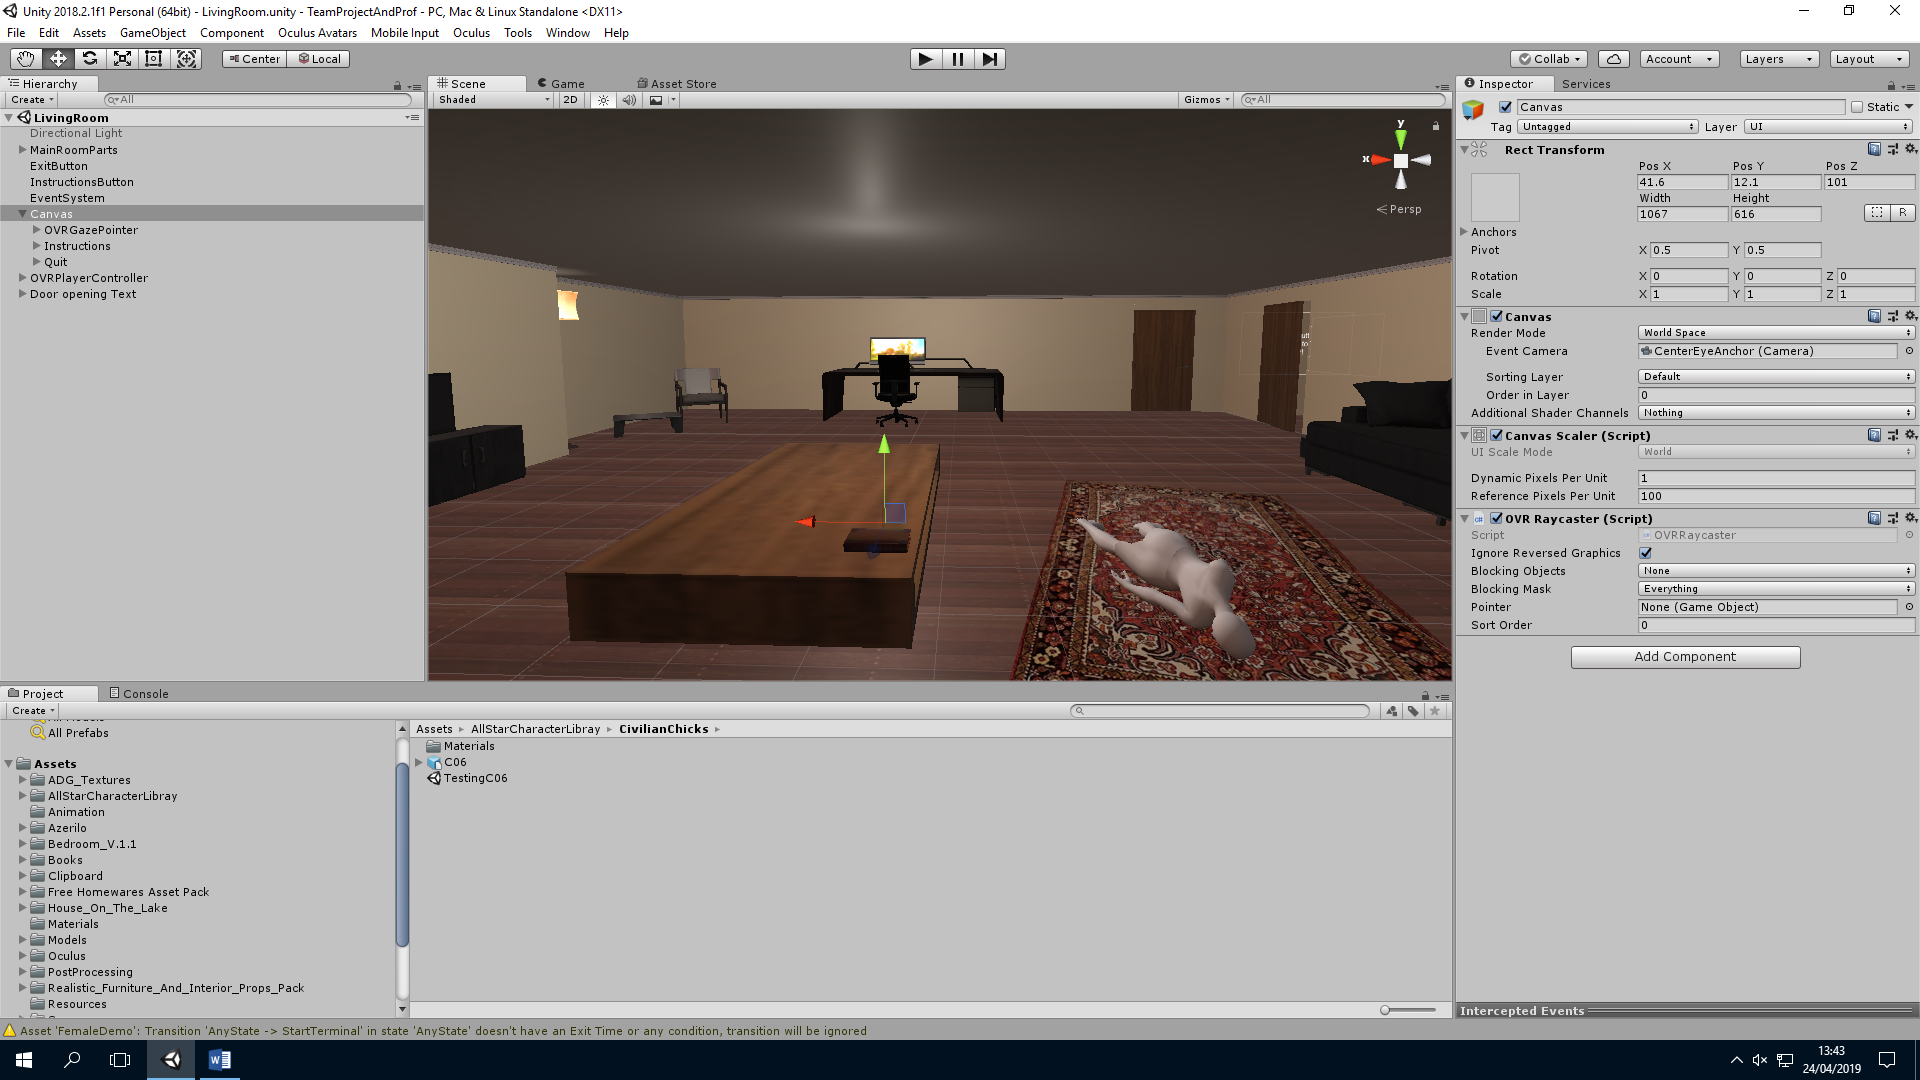 Unity 2018.2.1f1 Personal (64bit) - LivingRoom.unity - TeamProjectAndProf - PC, Mac & Linux Standalone <DX11>
File Edit Assets GameObject Component Oculus Avatars Mobile Input Oculus Tools Window Help
Center Local Collab Account Layers Layout
Hierarchy
Create All
LivingRoom
Directional Light
MainRoomParts
ExitButton
InstructionsButton
EventSystem
Canvas
OVRGazePointer
Instructions
Quit
OVRPlayerController
Door opening Text
Scene Game Asset Store
Shaded 2D Gizmos All
y
x
Persp
Inspector Services
Canvas Static
Tag Untagged Layer UI
Rect Transform
Pos X Pos Y Pos Z
41.6 12.1 101
Width Height
1067 616 R
Anchors
Pivot X 0.5 Y 0.5
Rotation X 0 Y 0 Z 0
Scale X 1 Y 1 Z 1
Canvas
Render Mode World Space
Event Camera CenterEyeAnchor (Camera)
Sorting Layer Default
Order in Layer 0
Additional Shader Channels Nothing
Canvas Scaler (Script)
UI Scale Mode World
Dynamic Pixels Per Unit 1
Reference Pixels Per Unit 100
OVR Raycaster (Script)
Script OVRRaycaster
Ignore Reversed Graphics
Blocking Objects None
Blocking Mask Everything
Pointer None (Game Object)
Sort Order 0
Add Component
Intercepted Events
Project Console
Create
All Prefabs
Assets
ADG_Textures
AllStarCharacterLibray
Animation
Azerilo
Bedroom_V.1.1
Books
Clipboard
Free Homewares Asset Pack
House_On_The_Lake
Materials
Models
Oculus
PostProcessing
Realistic_Furniture_And_Interior_Props_Pack
Resources
Assets AllStarCharacterLibray CivilianChicks
Materials
C06
TestingC06
Asset 'FemaleDemo': Transition 'AnyState -> StartTerminal' in state 'AnyState' doesn't have an Exit Time or any condition, transition will be ignored
13:43
24/04/2019